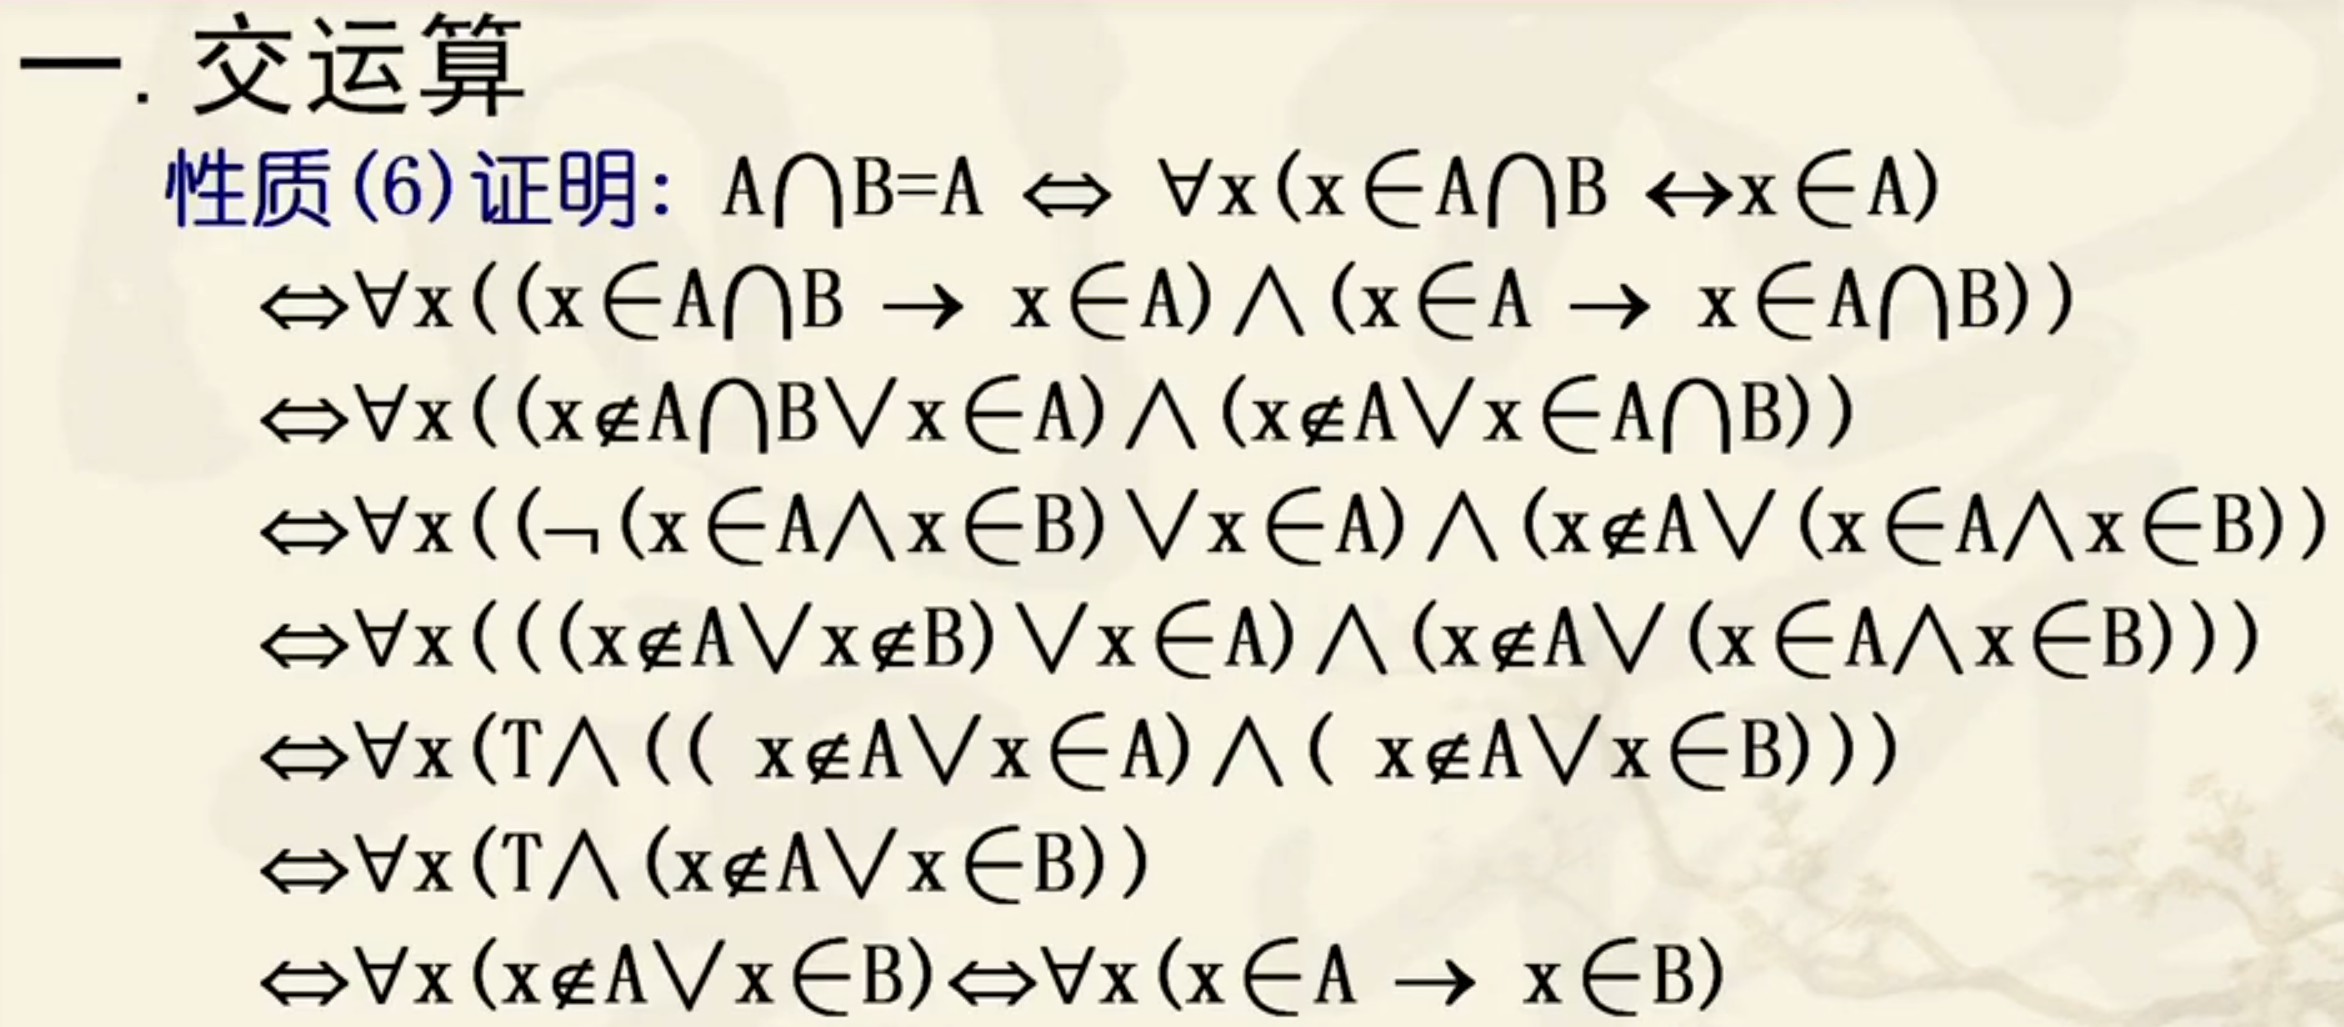 一. 交运算
性质(6)证明: A∩B=A ⇔ ∀x(x∈A∩B ↔x∈A)
⇔∀x((x∈A∩B → x∈A)∧(x∈A → x∈A∩B))
⇔∀x((x∉A∩B∨x∈A)∧(x∉A∨x∈A∩B))
⇔∀x((¬(x∈A∧x∈B)∨x∈A)∧(x∉A∨(x∈A∧x∈B))
⇔∀x(((x∉A∨x∉B)∨x∈A)∧(x∉A∨(x∈A∧x∈B)))
⇔∀x(T∧(( x∉A∨x∈A)∧( x∉A∨x∈B)))
⇔∀x(T∧(x∉A∨x∈B))
⇔∀x(x∉A∨x∈B)⇔∀x(x∈A → x∈B)